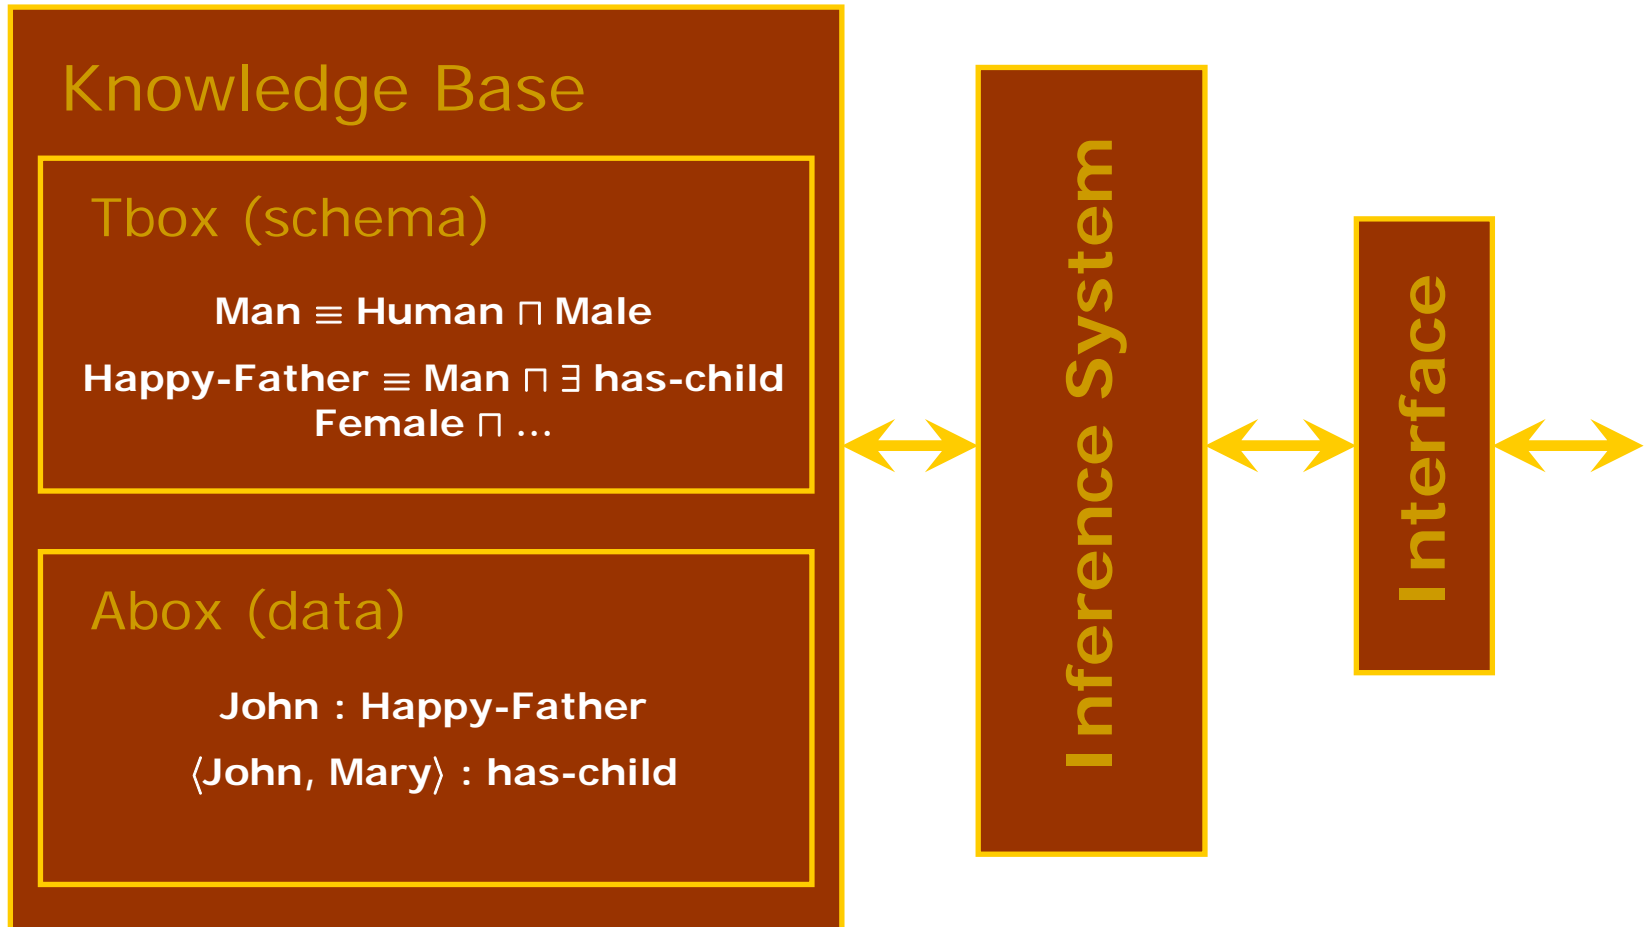 Knowledge Base
Tbox (schema)
Man ≡ Human ⊓ Male
Happy-Father ≡ Man ⊓ ∃ has-child
Female ⊓ ...
Abox (data)
John : Happy-Father
⟨John, Mary⟩ : has-child
Inference System
Interface